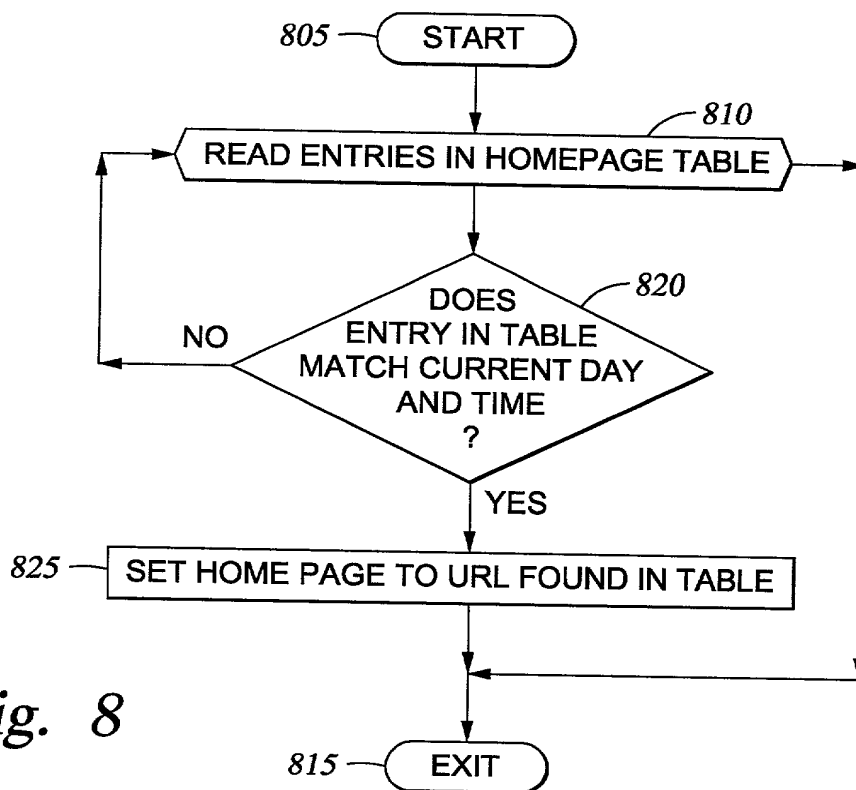 805
START
810
READ ENTRIES IN HOMEPAGE TABLE
820
DOES
ENTRY IN TABLE
MATCH CURRENT DAY
AND TIME
?
NO
YES
825
SET HOME PAGE TO URL FOUND IN TABLE
ig. 8
815
EXIT